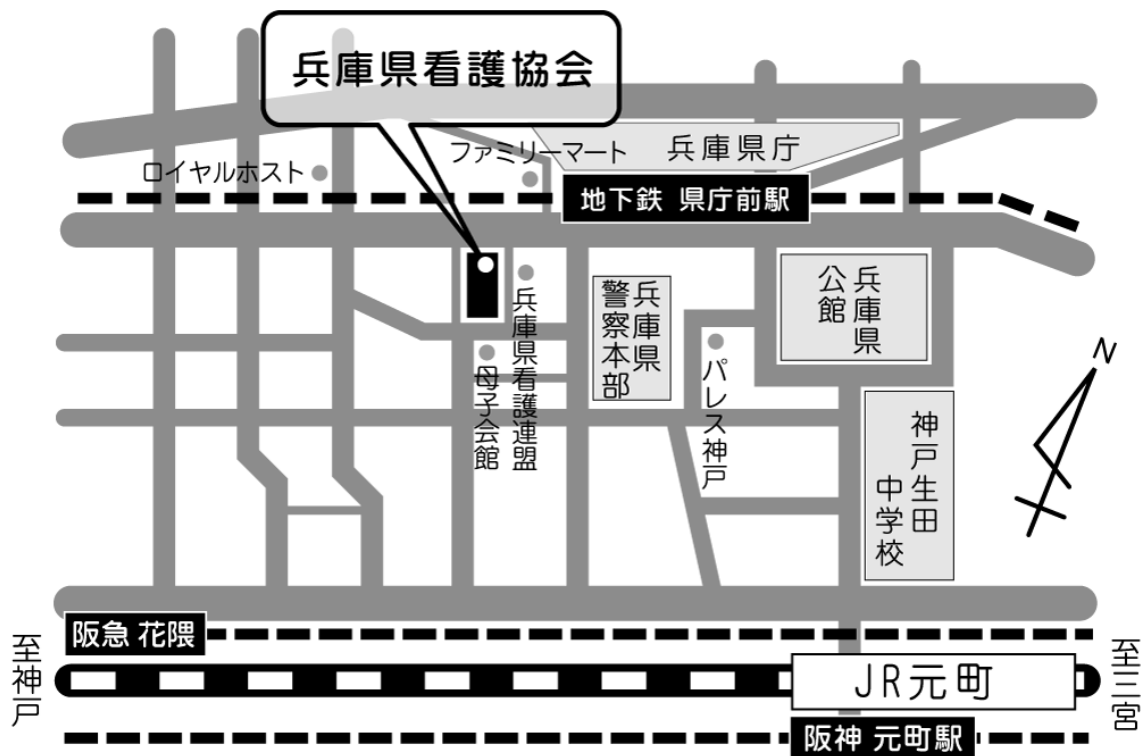 兵庫県看護協会
ロイヤルホスト
ファミリーマート
兵庫県庁
地下鉄 県庁前駅
兵庫県看護連盟
母子会館
兵庫県
警察本部
パレス神戸
兵庫県
公館
神戸生田
中学校
N
阪急 花隈
至神戸
JR元町
至三宮
阪神 元町駅